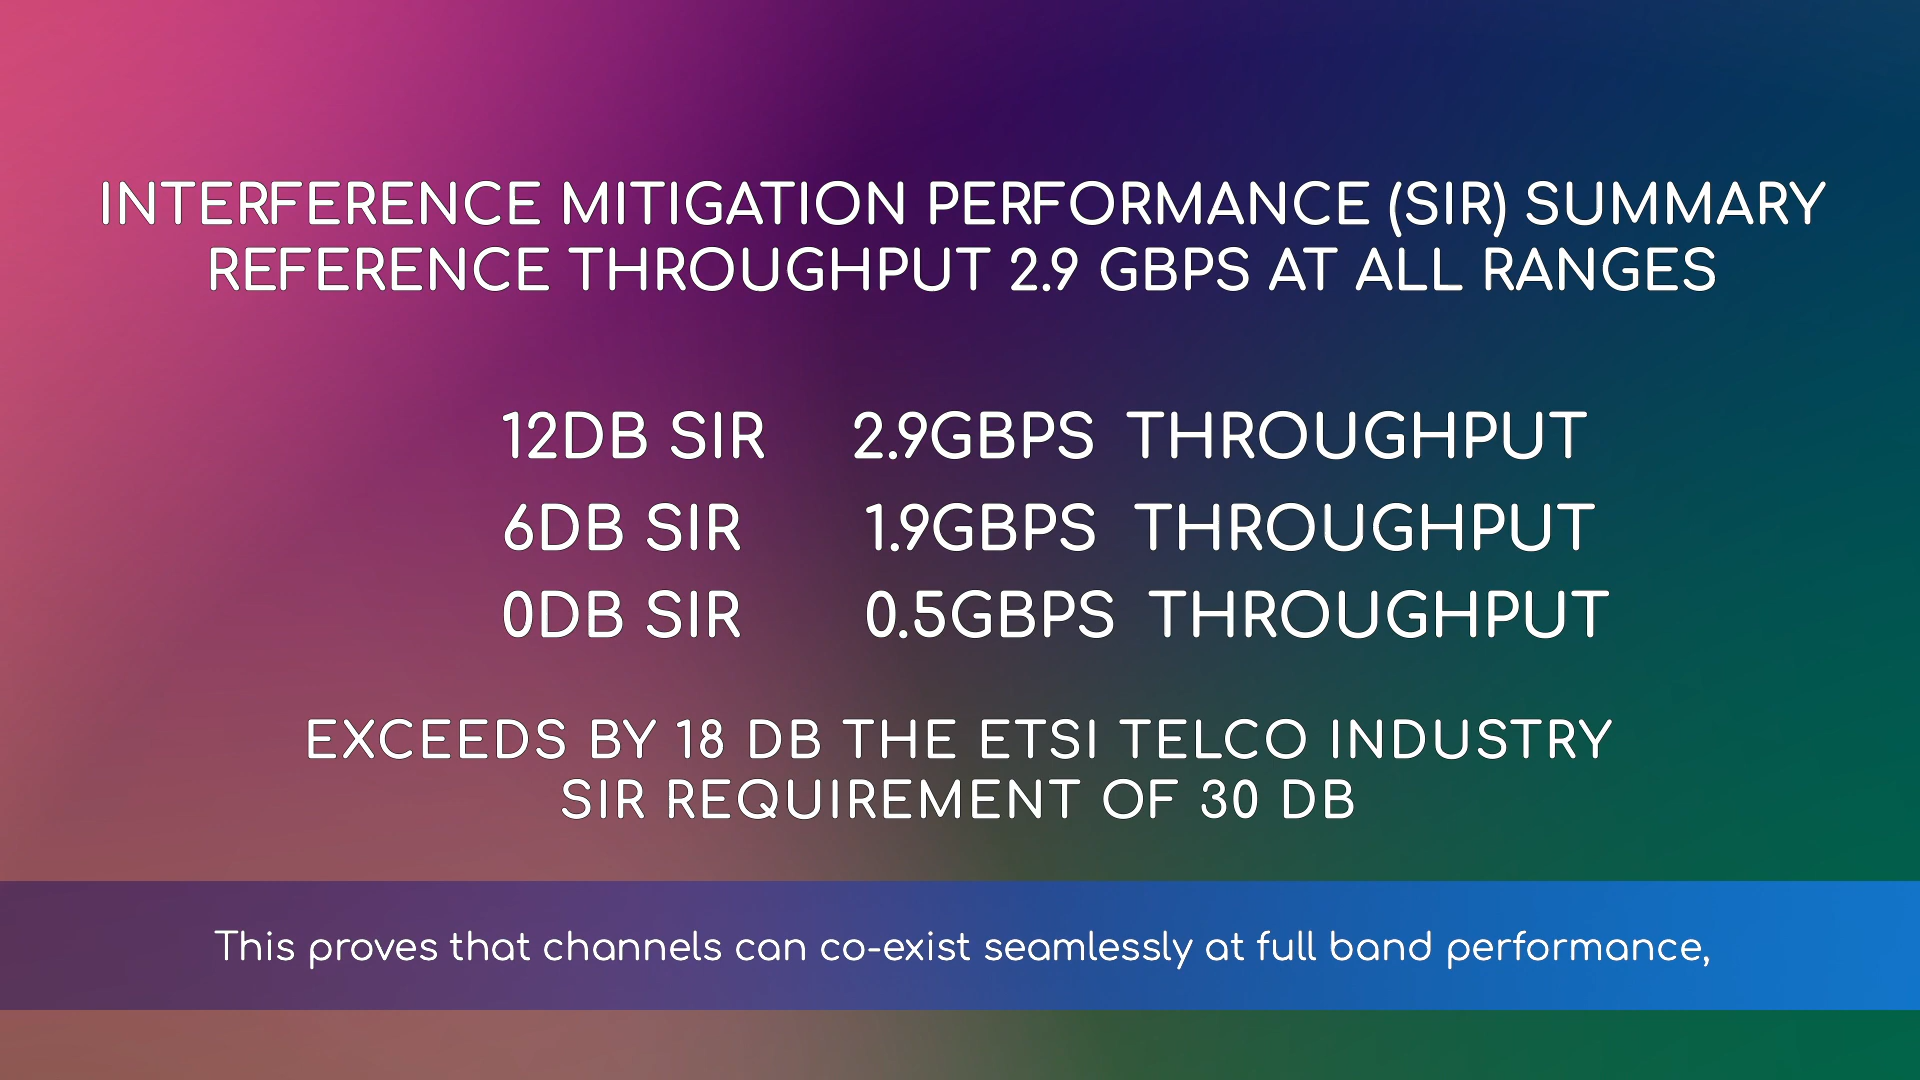 INTERFERENCE MITIGATION PERFORMANCE (SIR) SUMMARY
REFERENCE THROUGHPUT 2.9 GBPS AT ALL RANGES
12DB SIR 2.9GBPS THROUGHPUT
6DB SIR 1.9GBPS THROUGHPUT
0DB SIR 0.5GBPS THROUGHPUT
EXCEEDS BY 18 DB THE ETSI TELCO INDUSTRY
SIR REQUIREMENT OF 30 DB
This proves that channels can co-exist seamlessly at full band performance,